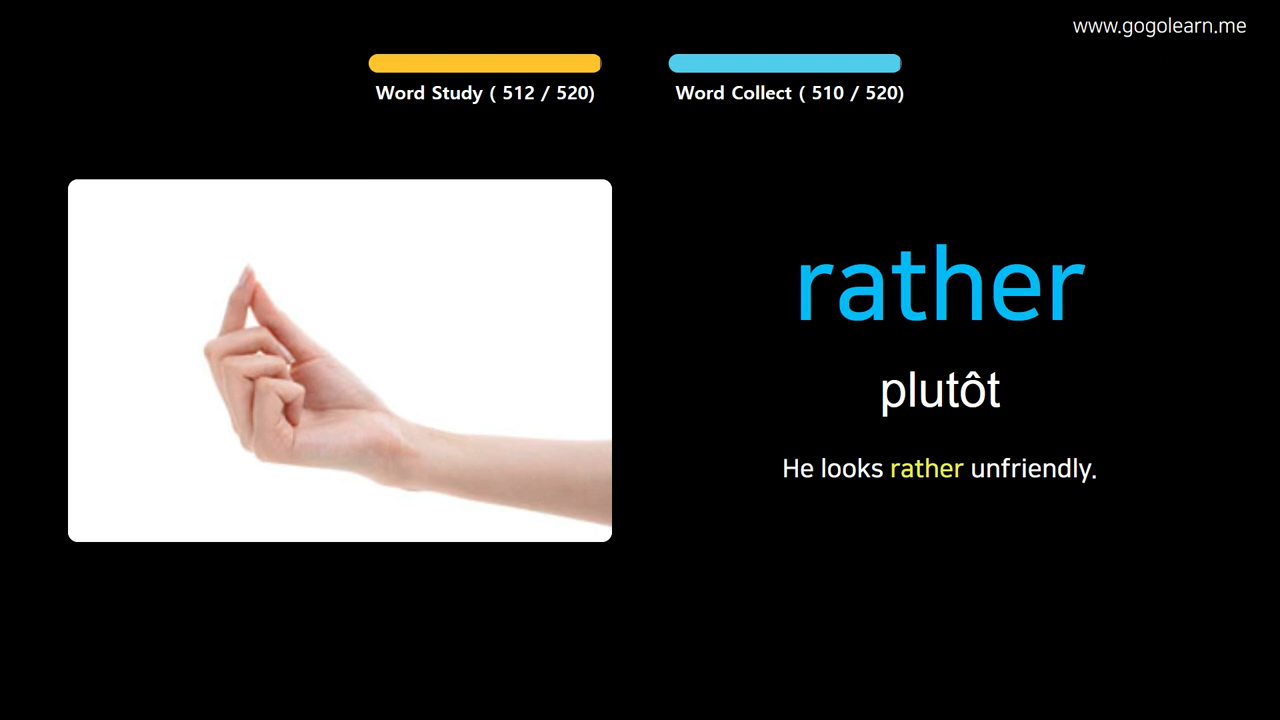 www.gogolearn.me
Word Study ( 512 / 520)
Word Collect ( 510 / 520)
rather
plutôt
He looks rather unfriendly.